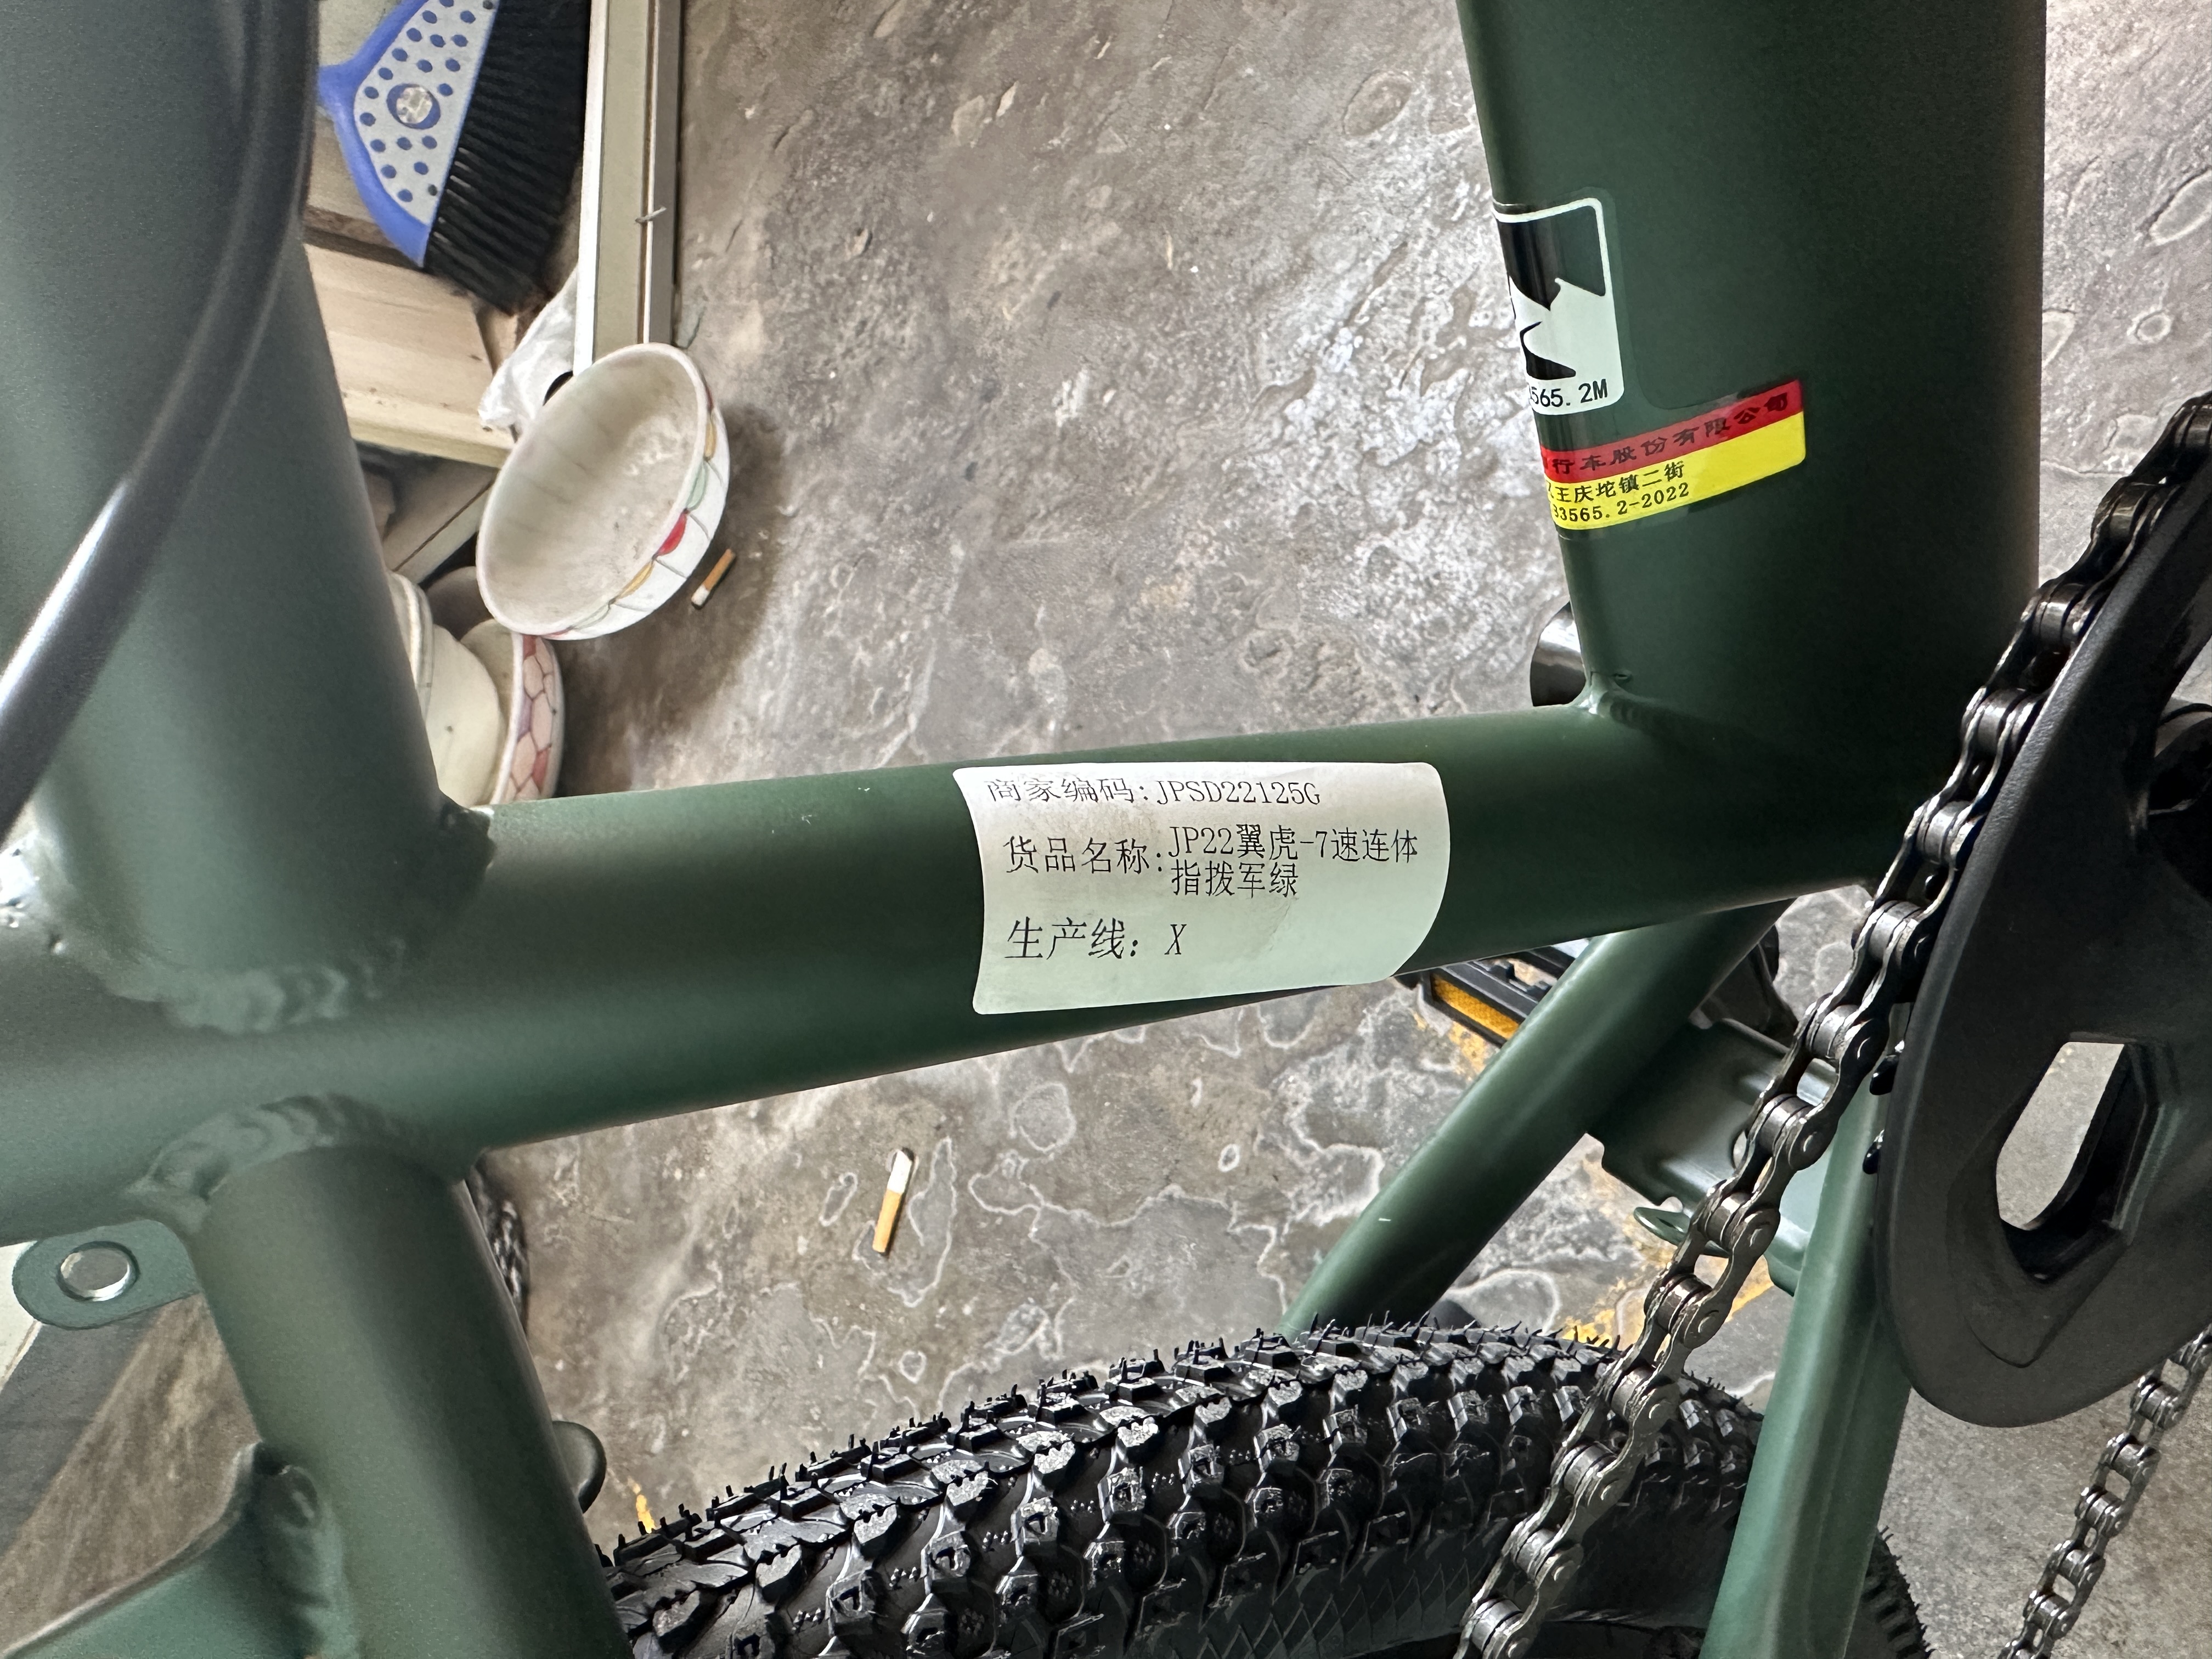 565.2M
行车股份有限公司
王庆坨镇二街
33565.2-2022
商家编码:JPSD22125G
货品名称:JP22翼虎-7速连体
指拨军绿
生产线: X